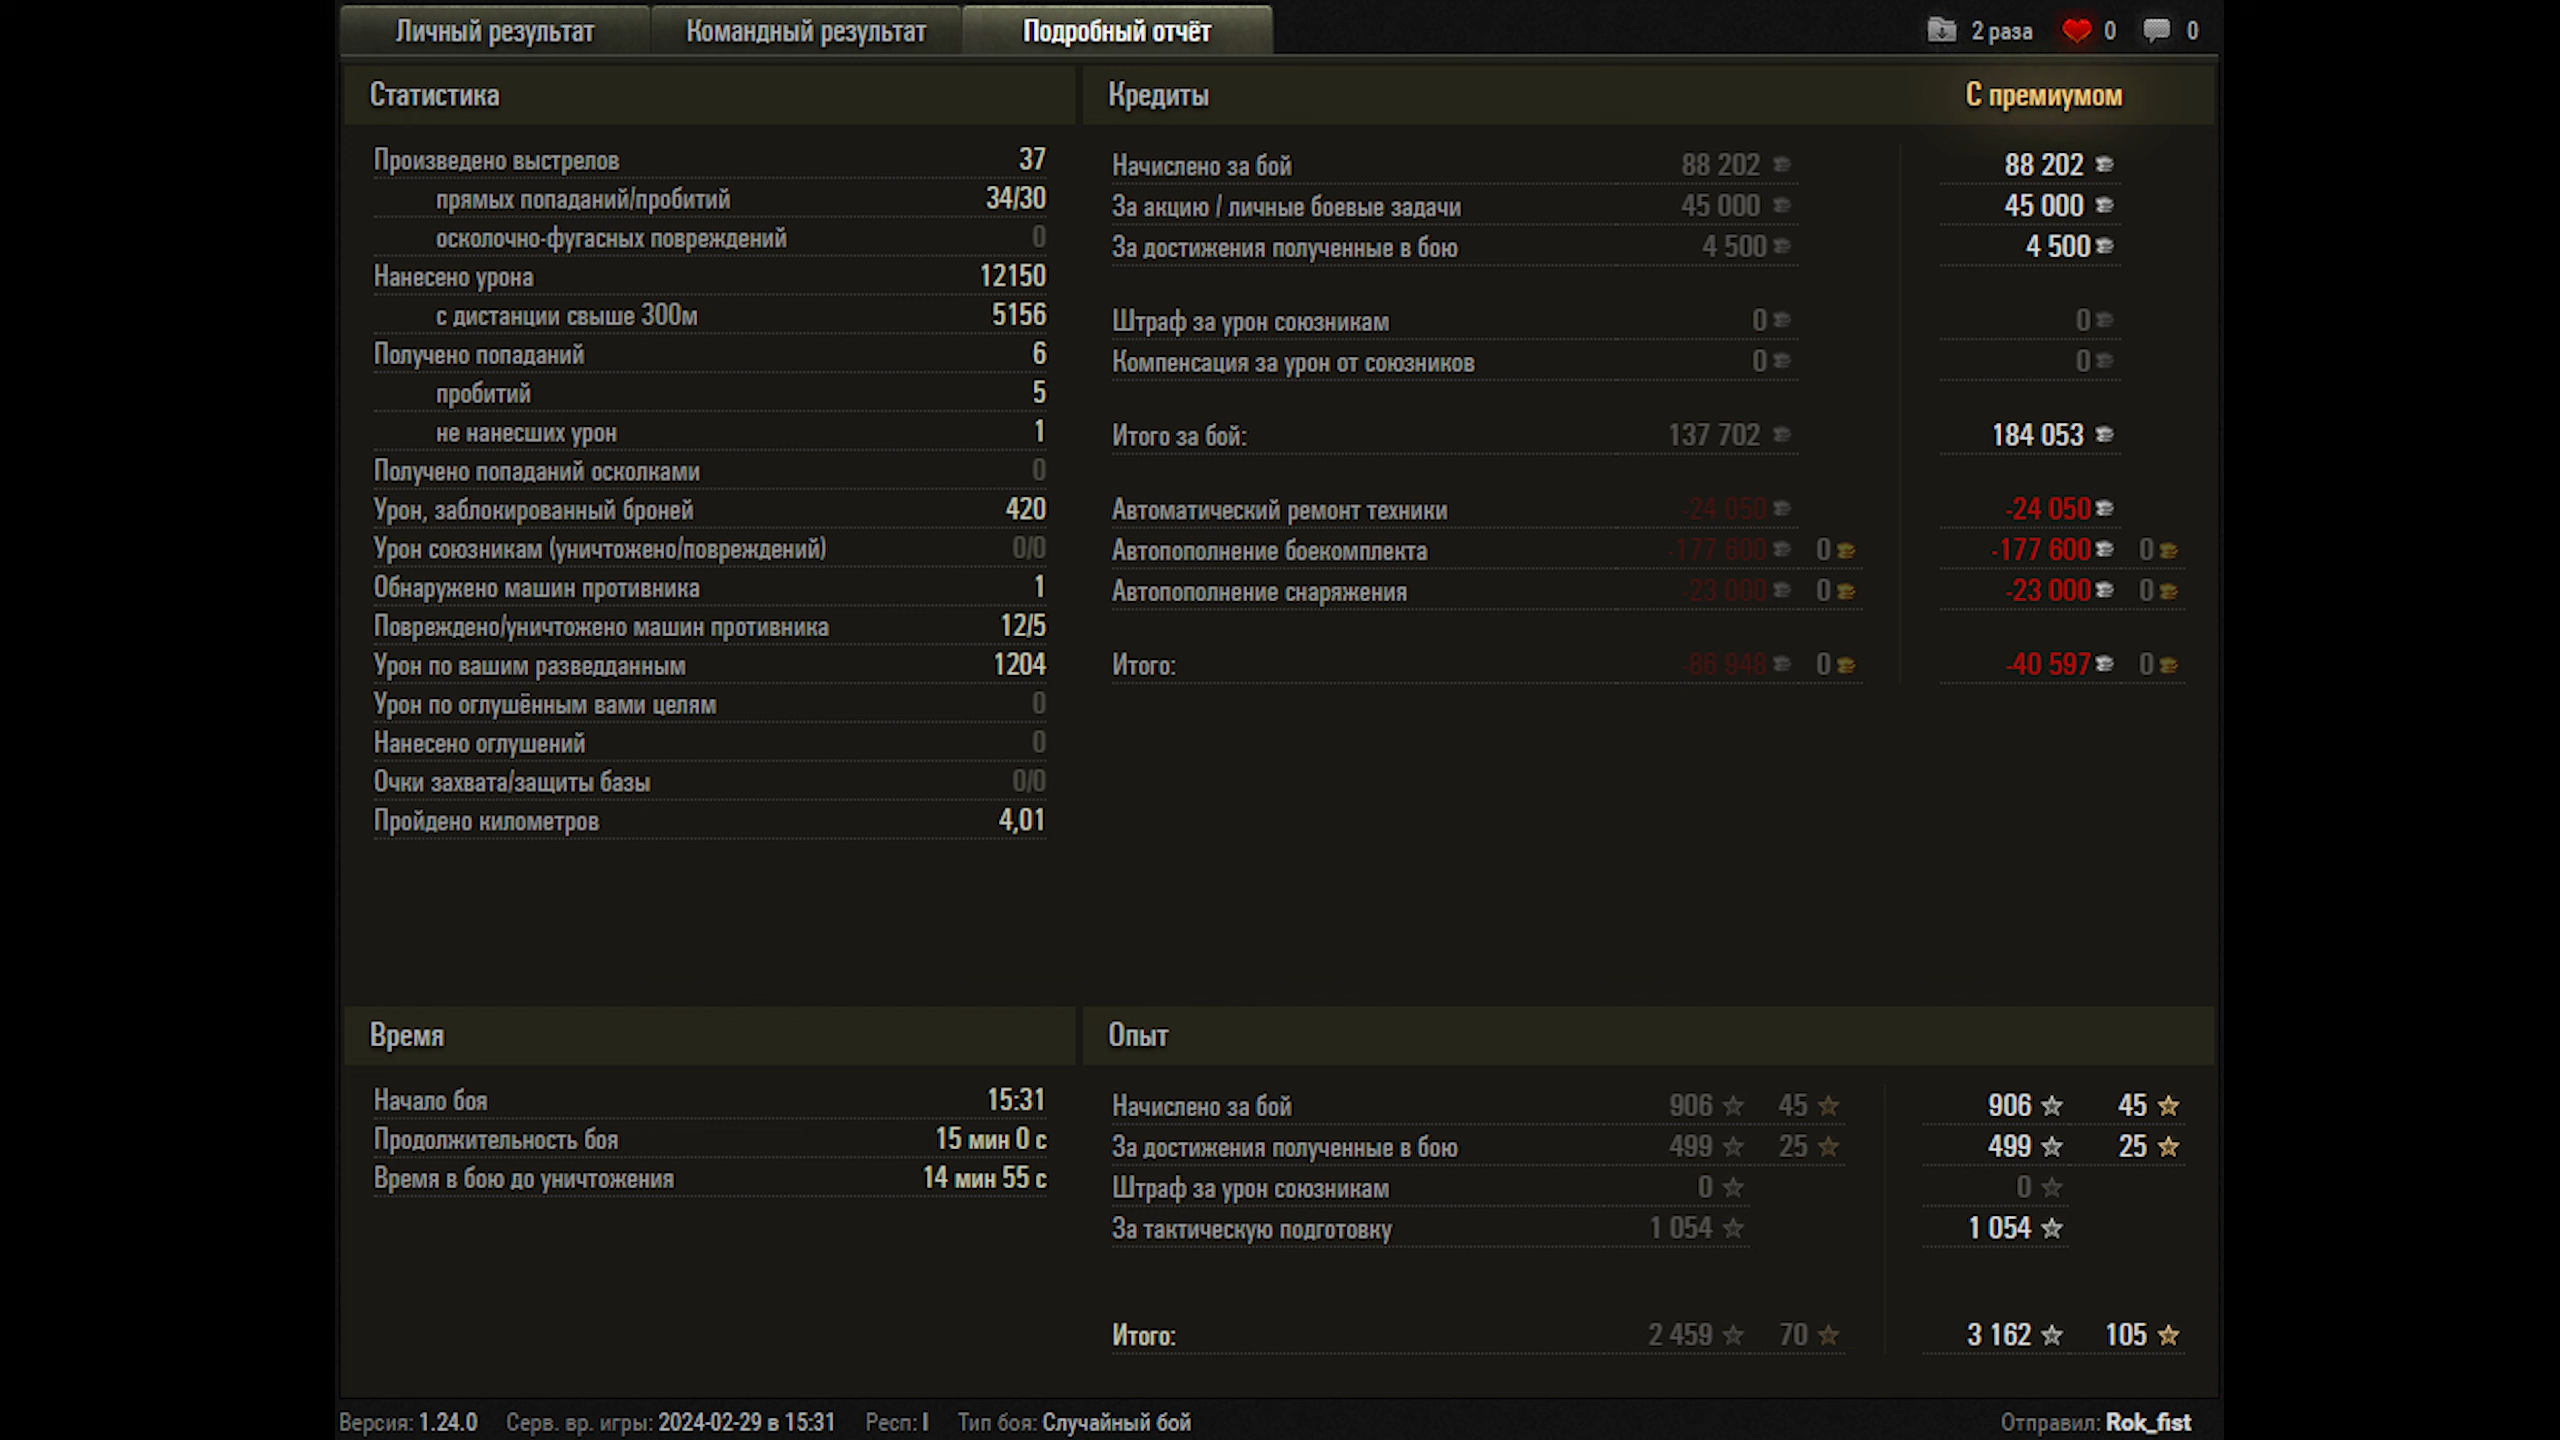 Личный результат Командный результат Подробный отчёт 2 раза 0 0
Статистика
Произведено выстрелов 37
прямых попаданий/пробитий 34/30
осколочно-фугасных повреждений 0
Нанесено урона 12150
с дистанции свыше 300м 5156
Получено попаданий 6
пробитий 5
не нанесших урон 1
Получено попаданий осколками 0
Урон, заблокированный броней 420
Урон союзникам (уничтожено/повреждений) 0/0
Обнаружено машин противника 1
Повреждено/уничтожено машин противника 12/5
Урон по вашим разведданным 1204
Урон по оглушённым вами целям 0
Нанесено оглушений 0
Очки захвата/защиты базы 0/0
Пройдено километров 4,01
Кредиты С премиумом
Начислено за бой 88 202 88 202
За акцию / личные боевые задачи 45 000 45 000
За достижения полученные в бою 4 500 4 500
Штраф за урон союзникам 0 0
Компенсация за урон от союзников 0 0
Итого за бой: 137 702 184 053
Автоматический ремонт техники -24 050 -24 050
Автопополнение боекомплекта -177 600 0 -177 600 0
Автопополнение снаряжения -23 000 0 -23 000 0
Итого: -86 948 0 -40 597 0
Время
Начало боя 15:31
Продолжительность боя 15 мин 0 с
Время в бою до уничтожения 14 мин 55 с
Опыт
Начислено за бой 906 45 906 45
За достижения полученные в бою 499 25 499 25
Штраф за урон союзникам 0 0
За тактическую подготовку 1 054 1 054
Итого: 2 459 70 3 162 105
Версия: 1.24.0 Серв. вр. игры: 2024-02-29 в 15:31 Респ: I Тип боя: Случайный бой Отправил: Rok_fist